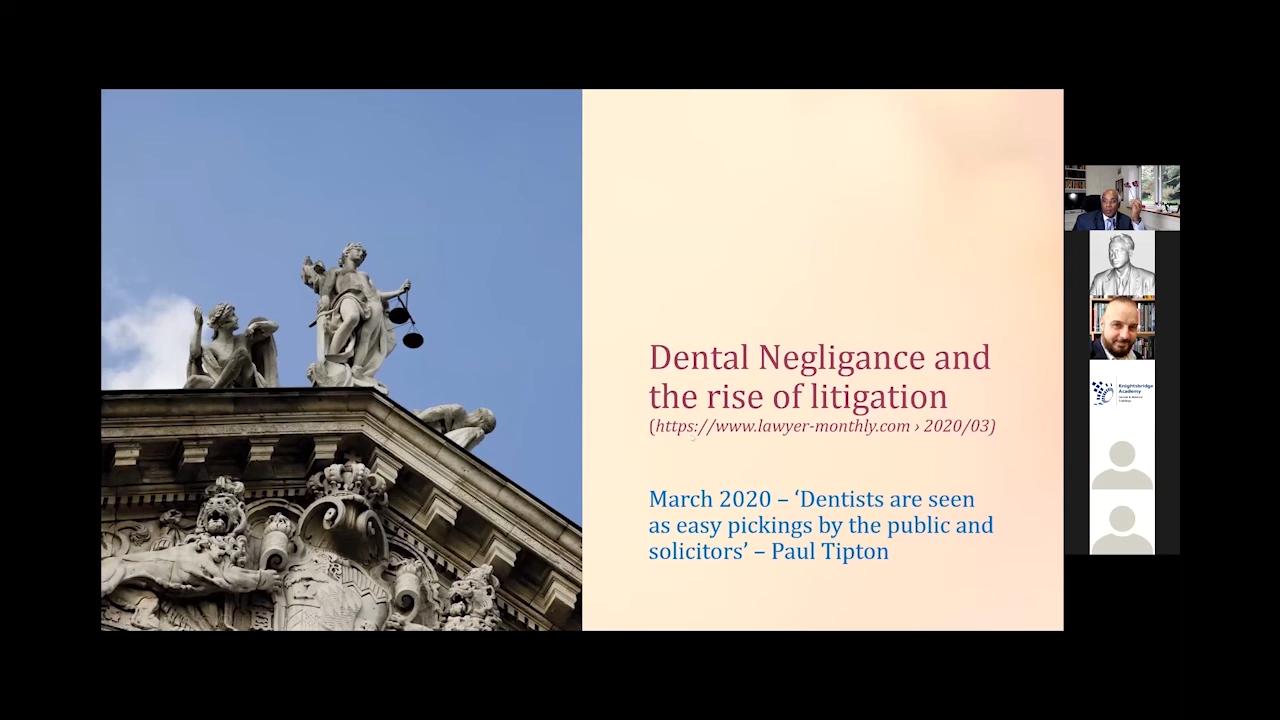 Dental Negligance and
the rise of litigation
(https://www.lawyer-monthly.com › 2020/03)
March 2020 – ‘Dentists are seen
as easy pickings by the public and
solicitors’ – Paul Tipton
Knightsbridge
Academy